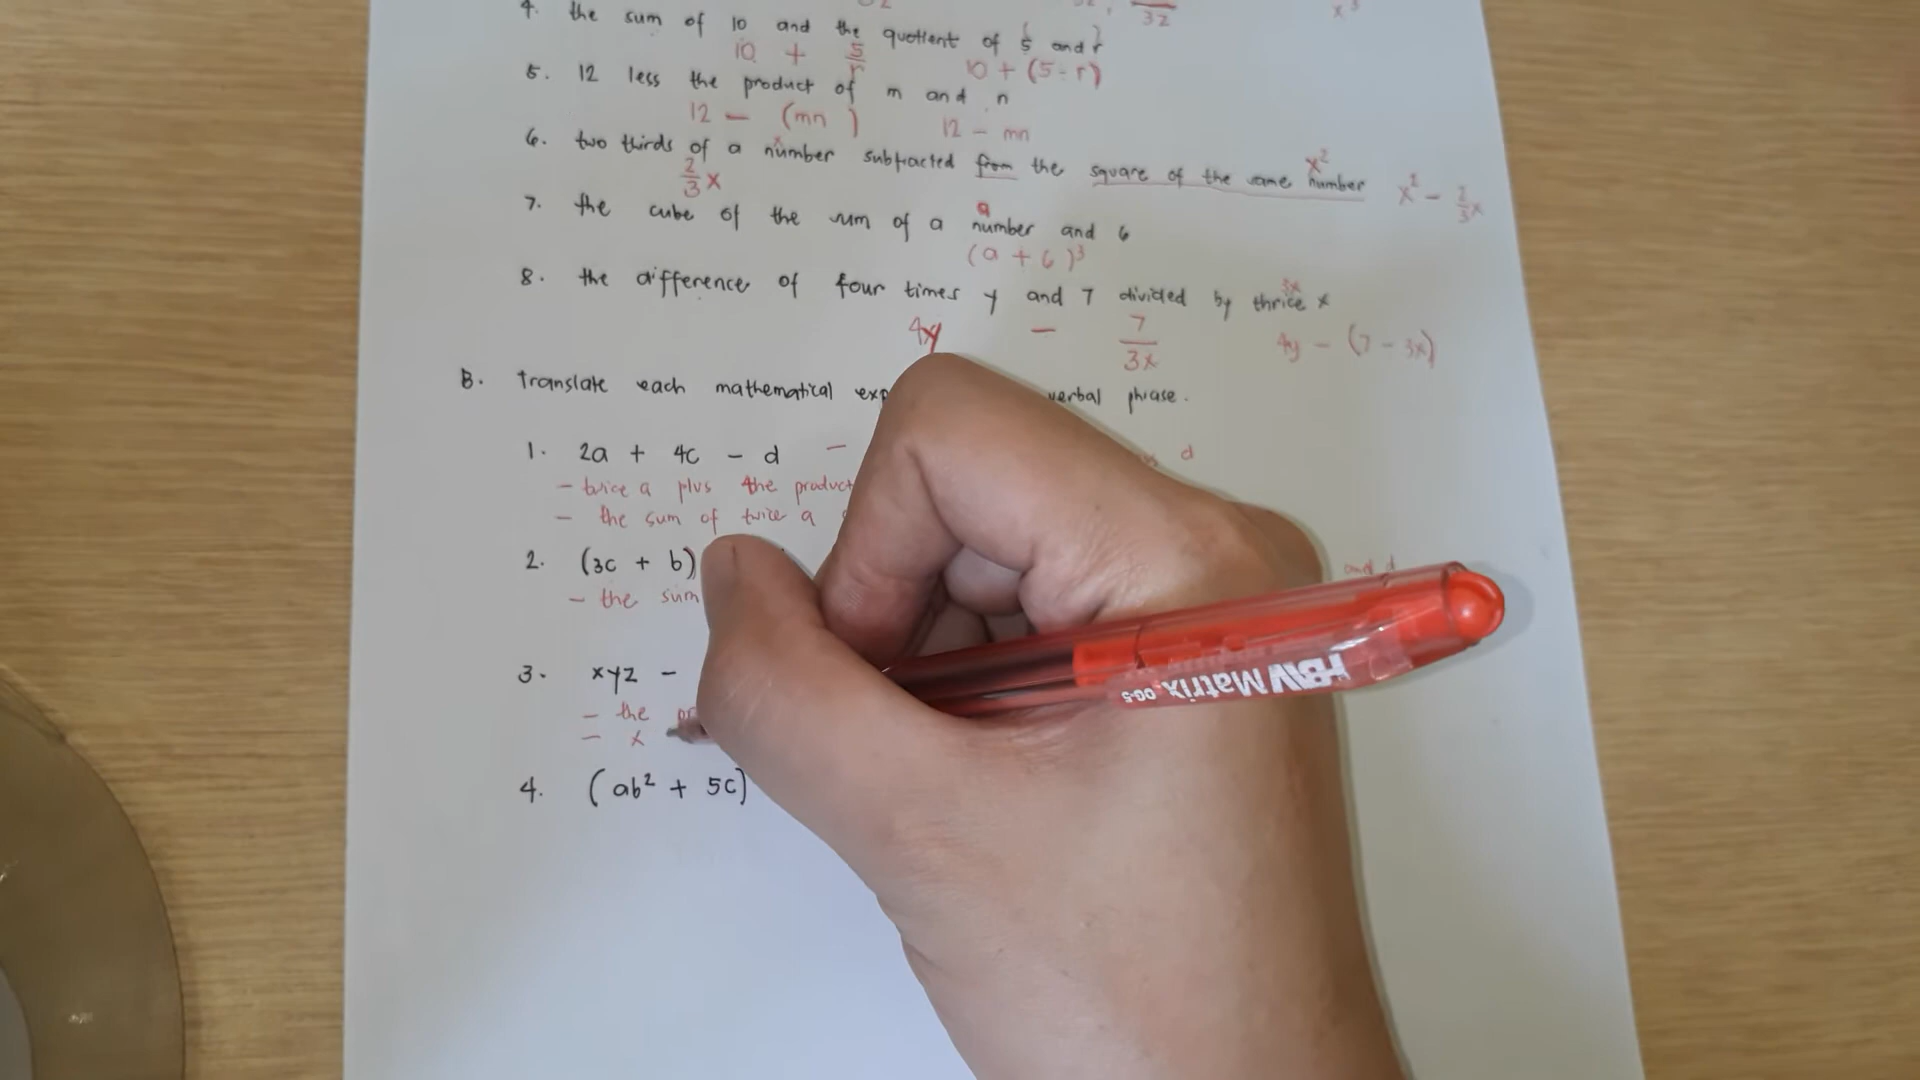 4. the sum of 10 and the quotient of 5 and r
10 + 5/r 10 + (5 ÷ r)
5. 12 less the product of m and n
12 - (mn) 12 - mn
6. two thirds of a number subtracted from the square of the same number
x x²
2/3 x x² - 2/3 x
7. the cube of the sum of a number and 6
a
(a + 6)³
8. the difference of four times y and 7 divided by thrice x
3x
4y - 7/3x 4y - (7 ÷ 3x)
B. Translate each mathematical verbal phrase.
1. 2a + 4c - d - d
- twice a plus the product
- the sum of twice a
2. (3c + b) and d
- the sum
3. xyz -
- the
- x
4. (ab² + 5c)
HBW Matrix OG-5